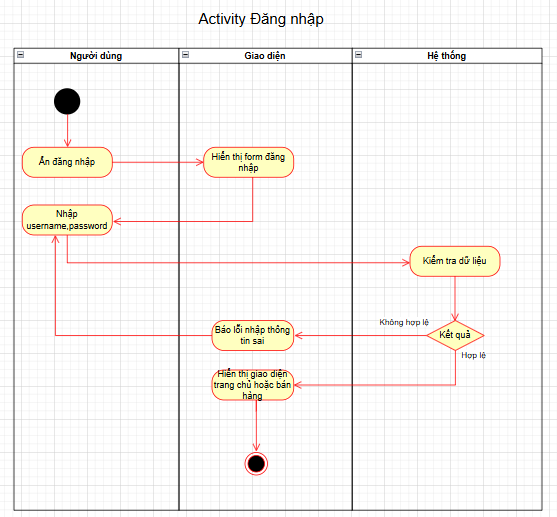 Activity Đăng nhập
Người dùng
Giao diện
Hệ thống
Ấn đăng nhập
Hiển thị form đăng
nhập
Nhập
username,password
Kiểm tra dữ liệu
Không hợp lệ
Báo lỗi nhập thông
tin sai
Kết quả
Hợp lệ
Hiển thị giao diện
trang chủ hoặc bán
hàng